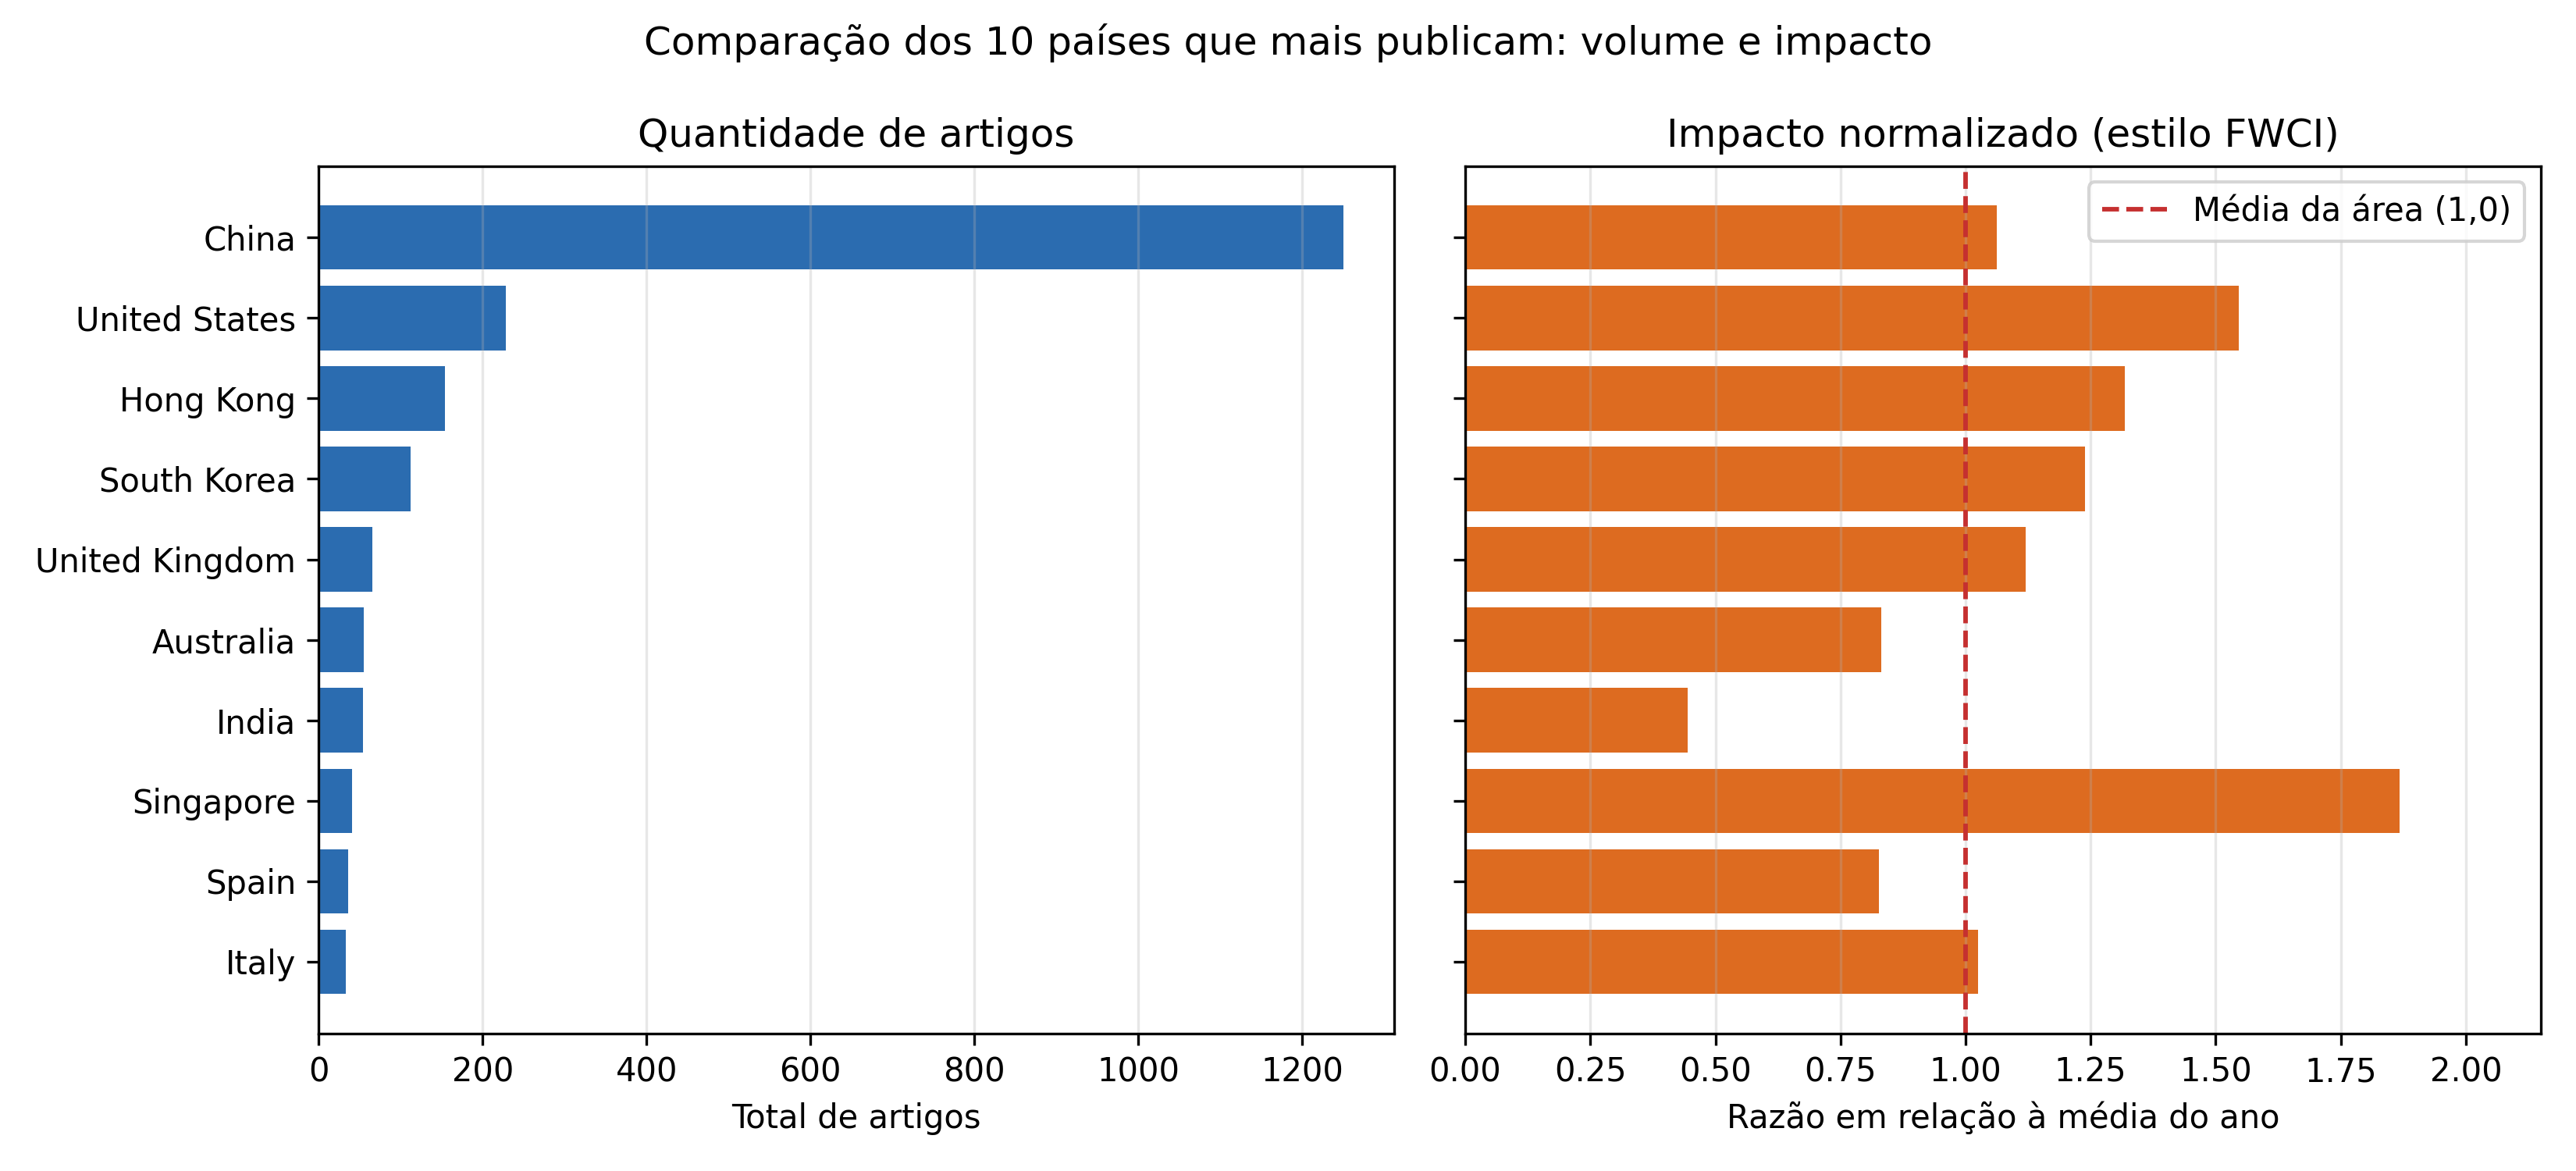 Comparação dos 10 países que mais publicam: volume e impacto
Quantidade de artigos
China
United States
Hong Kong
South Korea
United Kingdom
Australia
India
Singapore
Spain
Italy
0 200 400 600 800 1000 1200
Total de artigos
Impacto normalizado (estilo FWCI)
Média da área (1,0)
0.00 0.25 0.50 0.75 1.00 1.25 1.50 1.75 2.00
Razão em relação à média do ano